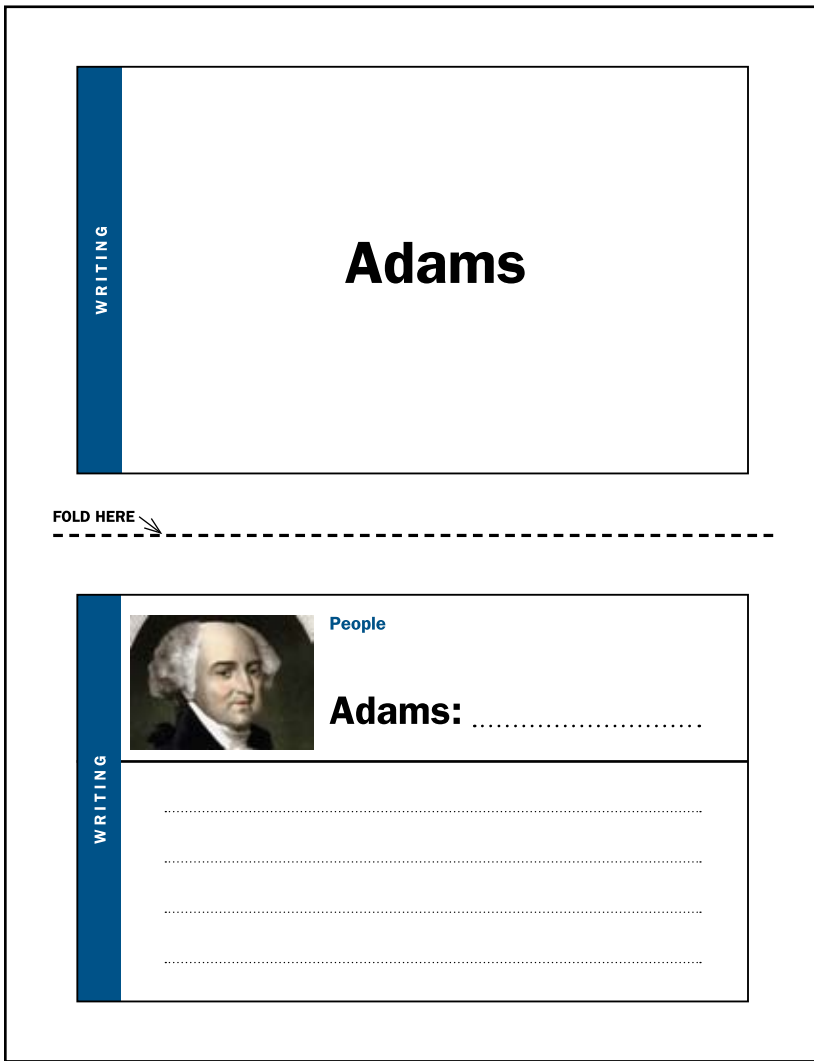 WRITING
Adams
FOLD HERE
WRITING
People
Adams: